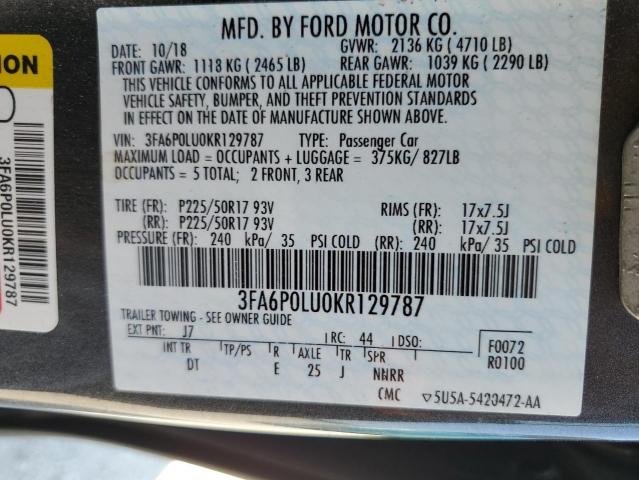 MFD. BY FORD MOTOR CO.
DATE: 10/18 GVWR: 2136 KG ( 4710 LB)
FRONT GAWR: 1118 KG ( 2465 LB) REAR GAWR: 1039 KG ( 2290 LB)
THIS VEHICLE CONFORMS TO ALL APPLICABLE FEDERAL MOTOR
VEHICLE SAFETY, BUMPER, AND THEFT PREVENTION STANDARDS
IN EFFECT ON THE DATE OF MANUFACTURE SHOWN ABOVE.
VIN: 3FA6P0LU0KR129787 TYPE: Passenger Car
MAXIMUM LOAD = OCCUPANTS + LUGGAGE = 375KG/ 827LB
OCCUPANTS = 5 TOTAL; 2 FRONT, 3 REAR
TIRE (FR): P225/50R17 93V RIMS (FR): 17x7.5J
(RR): P225/50R17 93V (RR): 17x7.5J
PRESSURE (FR): 240 kPa/ 35 PSI COLD (RR): 240 kPa/ 35 PSI COLD
3FA6P0LU0KR129787
TRAILER TOWING - SEE OWNER GUIDE
EXT PNT: J7 RC: 44 DSO: F0072
INT TR TP/PS R AXLE TR SPR R0100
DT E 25 J NNRR
CMC ▽5U5A-5420472-AA
ION
3FA6P0LU0KR129787